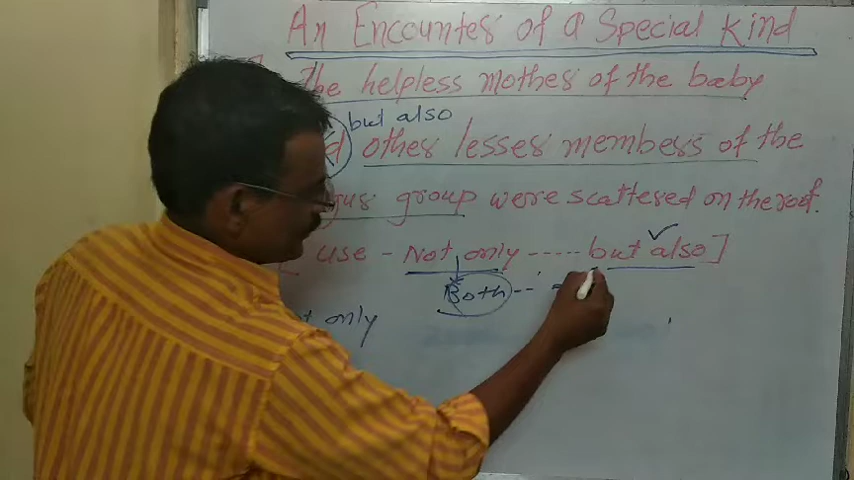 An Encounter of a Special Kind
The helpless mother of the baby
but also
other lesser members of the
group were scattered on the roof.
use - Not only ----- but also]
Both --
only